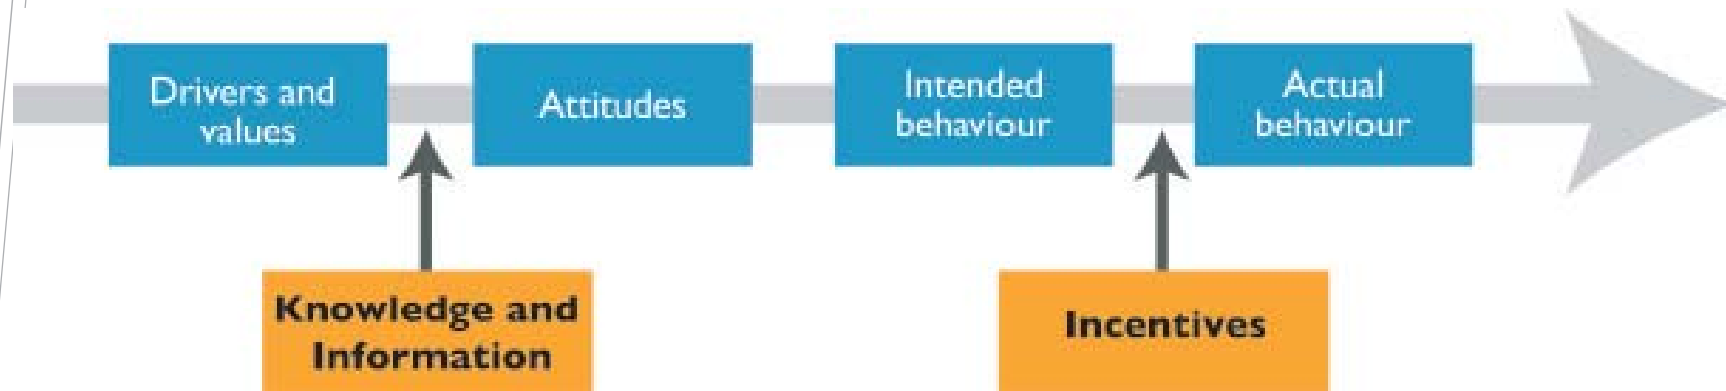 Drivers and
values
Attitudes
Intended
behaviour
Actual
behaviour
Knowledge and
Information
Incentives